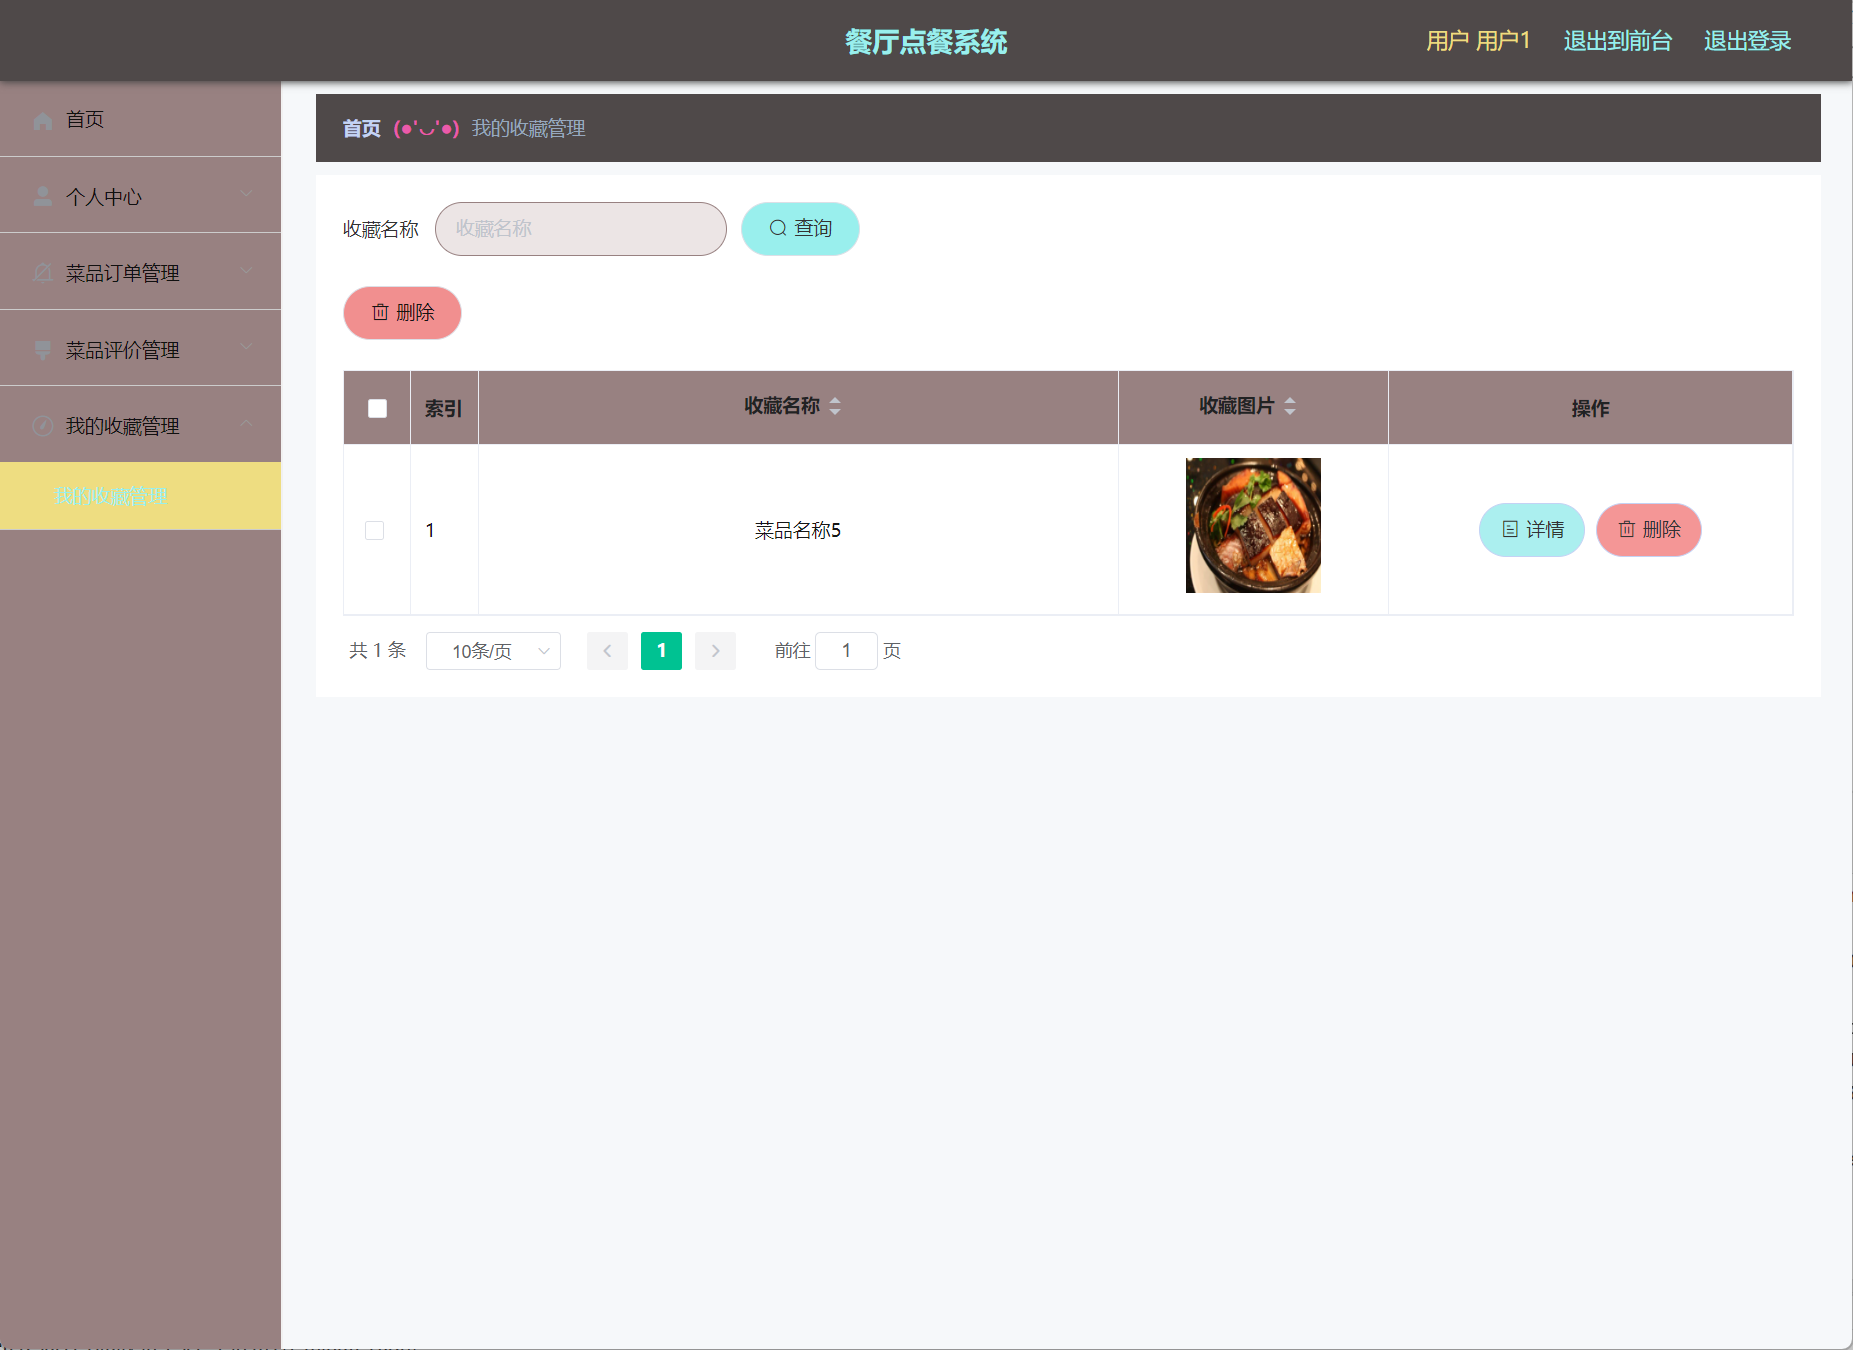 餐厅点餐系统
用户 用户1 退出到前台 退出登录
首页
个人中心
菜品订单管理
菜品评价管理
我的收藏管理
我的收藏管理
首页 (●'◡'●) 我的收藏管理
收藏名称 收藏名称 查询
删除
索引 收藏名称 收藏图片 操作
1 菜品名称5 详情 删除
共 1 条 10条/页 1 前往 1 页